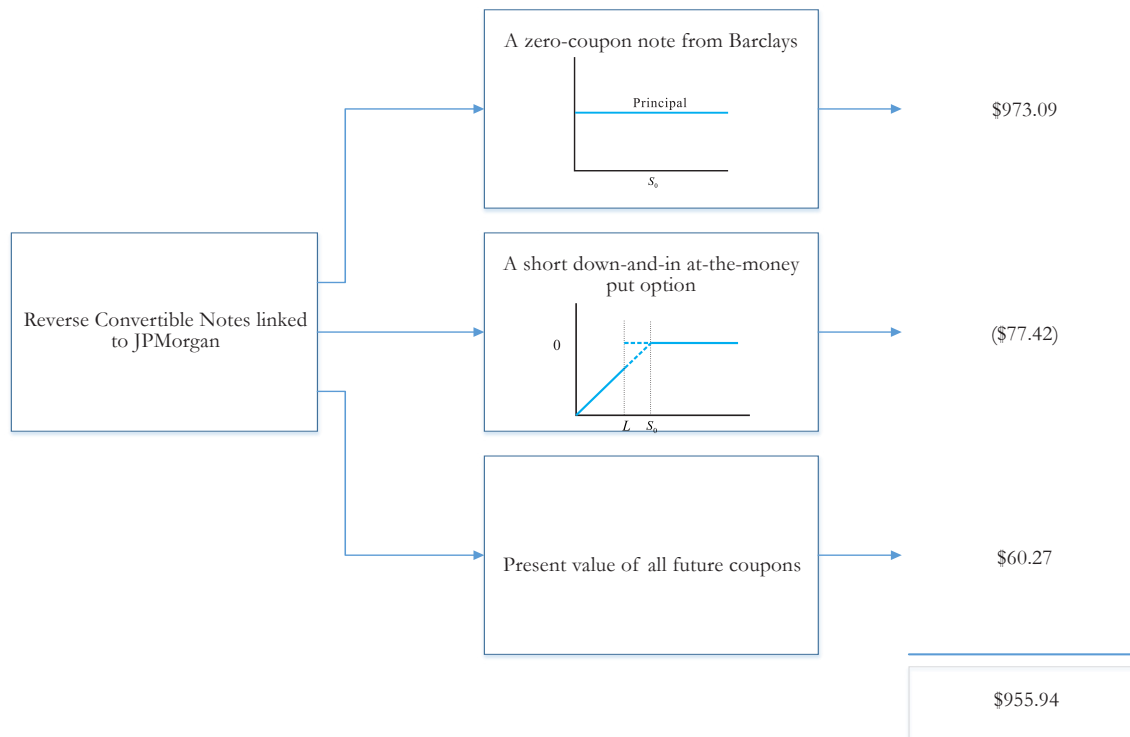 A zero-coupon note from Barclays
Principal
S₀
$973.09
Reverse Convertible Notes linked
to JPMorgan
A short down-and-in at-the-money
put option
0
L S₀
($77.42)
Present value of all future coupons
$60.27
$955.94